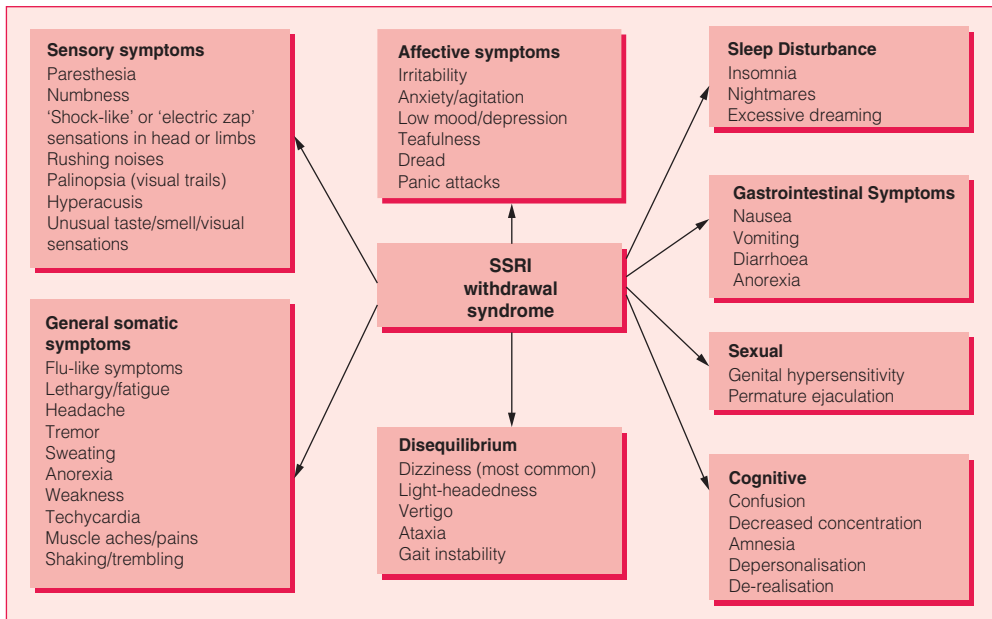 Sensory symptoms
Paresthesia
Numbness
‘Shock-like’ or ‘electric zap’
sensations in head or limbs
Rushing noises
Palinopsia (visual trails)
Hyperacusis
Unusual taste/smell/visual
sensations
Affective symptoms
Irritability
Anxiety/agitation
Low mood/depression
Teafulness
Dread
Panic attacks
Sleep Disturbance
Insomnia
Nightmares
Excessive dreaming
Gastrointestinal Symptoms
Nausea
Vomiting
Diarrhoea
Anorexia
SSRI
withdrawal
syndrome
General somatic
symptoms
Flu-like symptoms
Lethargy/fatigue
Headache
Tremor
Sweating
Anorexia
Weakness
Techycardia
Muscle aches/pains
Shaking/trembling
Disequilibrium
Dizziness (most common)
Light-headedness
Vertigo
Ataxia
Gait instability
Sexual
Genital hypersensitivity
Permature ejaculation
Cognitive
Confusion
Decreased concentration
Amnesia
Depersonalisation
De-realisation